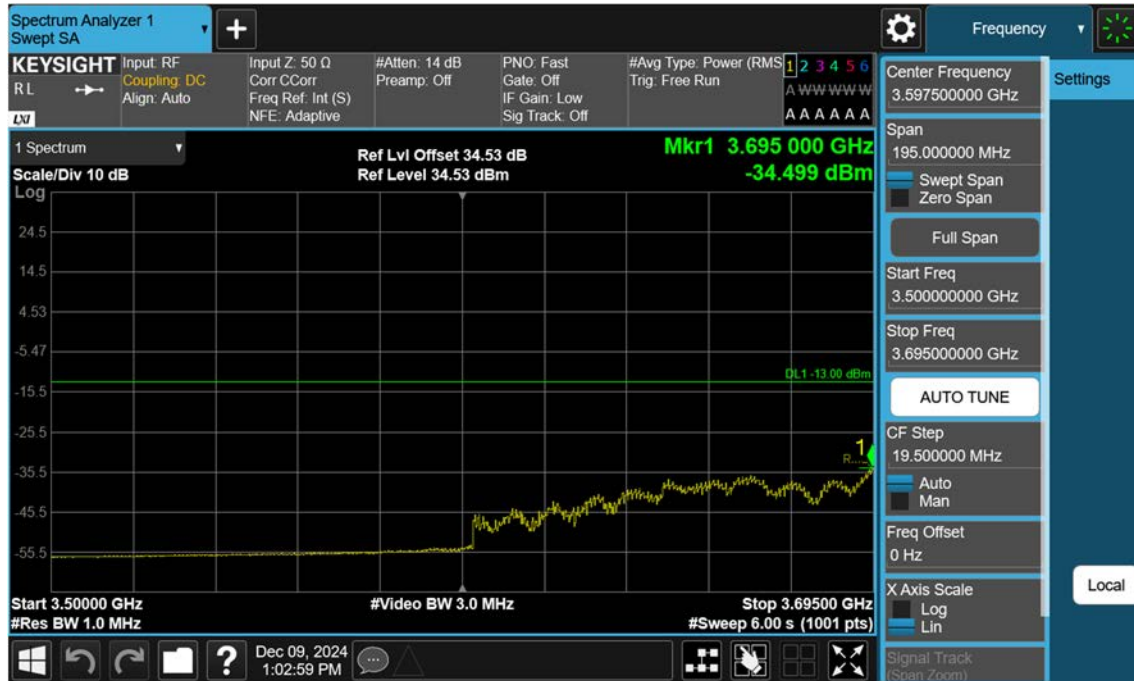 Spectrum Analyzer 1
Swept SA
+
Frequency
KEYSIGHT
R L
LXI
Input: RF
Coupling: DC
Align: Auto
Input Z: 50 Ω
Corr CCorr
Freq Ref: Int (S)
NFE: Adaptive
#Atten: 14 dB
Preamp: Off
PNO: Fast
Gate: Off
IF Gain: Low
Sig Track: Off
#Avg Type: Power (RMS
Trig: Free Run
1 2 3 4 5 6
A W W W W W
A A A A A A
1 Spectrum
Scale/Div 10 dB
Ref Lvl Offset 34.53 dB
Ref Level 34.53 dBm
Mkr1 3.695 000 GHz
-34.499 dBm
Log
24.5
14.5
4.53
-5.47
-15.5
-25.5
-35.5
-45.5
-55.5
DL1 -13.00 dBm
1
R...
Start 3.50000 GHz
#Res BW 1.0 MHz
#Video BW 3.0 MHz
Stop 3.69500 GHz
#Sweep 6.00 s (1001 pts)
Center Frequency
3.597500000 GHz
Span
195.000000 MHz
Swept Span
Zero Span
Full Span
Start Freq
3.500000000 GHz
Stop Freq
3.695000000 GHz
AUTO TUNE
CF Step
19.500000 MHz
Auto
Man
Freq Offset
0 Hz
X Axis Scale
Log
Lin
Signal Track
(Span Zoom)
Settings
Local
?
Dec 09, 2024
1:02:59 PM